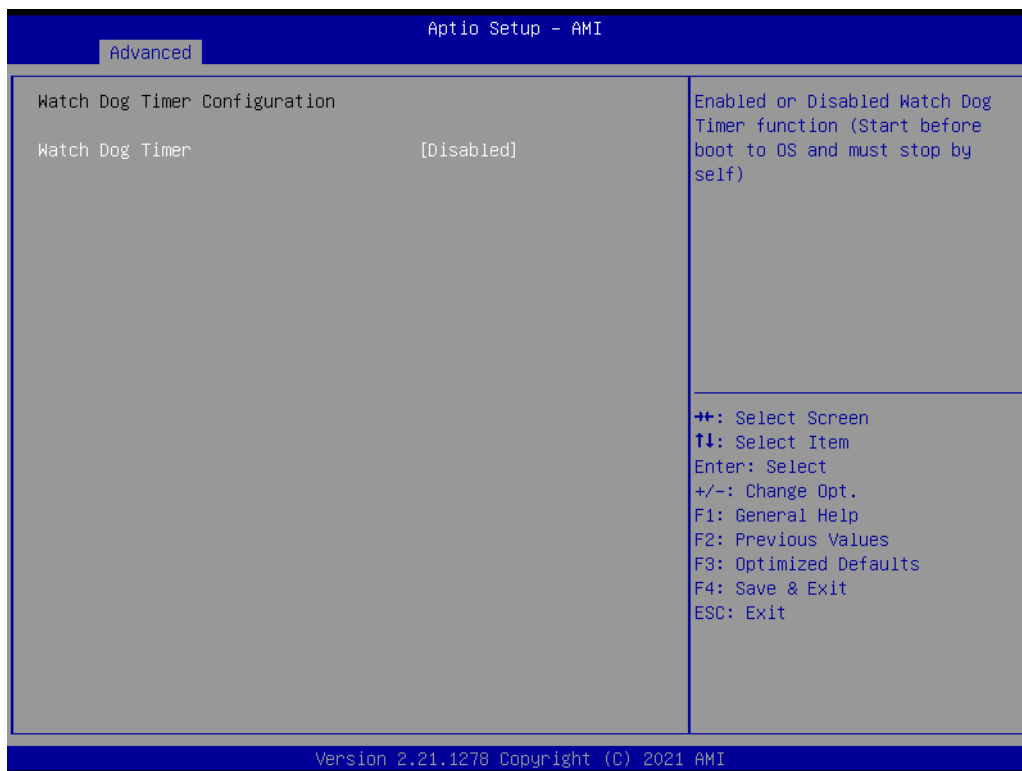 Aptio Setup – AMI
Advanced
Watch Dog Timer Configuration
Watch Dog Timer [Disabled]
Enabled or Disabled Watch Dog
Timer function (Start before
boot to OS and must stop by
self)
→←: Select Screen
↑↓: Select Item
Enter: Select
+/-: Change Opt.
F1: General Help
F2: Previous Values
F3: Optimized Defaults
F4: Save & Exit
ESC: Exit
Version 2.21.1278 Copyright (C) 2021 AMI